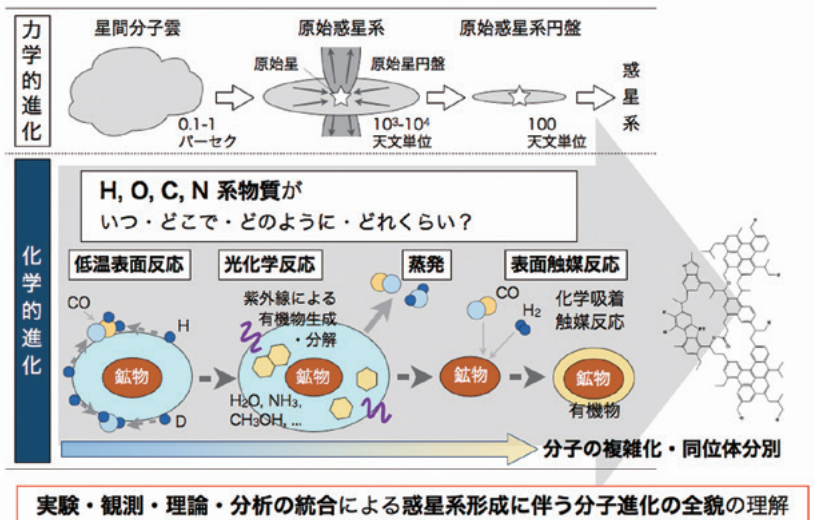 力学的進化
星間分子雲
原始惑星系
原始惑星系円盤
原始星
原始星円盤
惑星系
0.1-1
パーセク
10³-10⁴
天文単位
100
天文単位
化学的進化
H, O, C, N 系物質が
いつ・どこで・どのように・どれくらい？
低温表面反応
光化学反応
蒸発
表面触媒反応
CO
H
鉱物
D
紫外線による
有機物生成
・分解
鉱物
H₂O, NH₃,
CH₃OH, ...
CO
H₂
鉱物
化学吸着
触媒反応
鉱物
有機物
分子の複雑化・同位体分別
実験・観測・理論・分析の統合による惑星系形成に伴う分子進化の全貌の理解